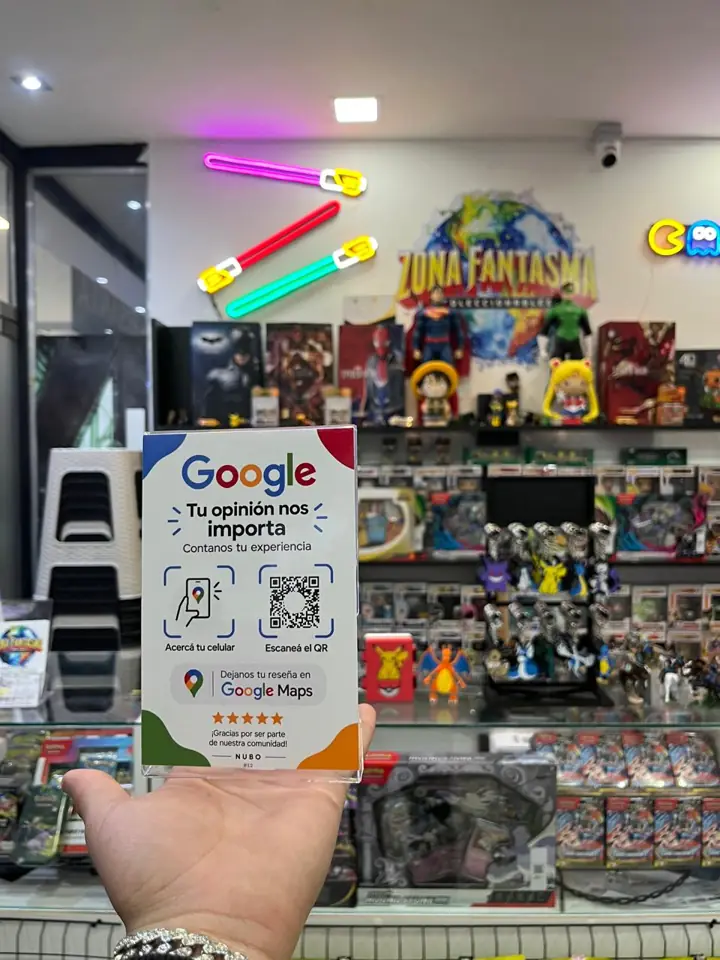 ZONA FANTASMA
COLECCIONABLES
Google
Tu opinión nos
importa
Contanos tu experiencia
Acercá tu celular
Escaneá el QR
Dejanos tu reseña en
Google Maps
¡Gracias por ser parte
de nuestra comunidad!
NUBO